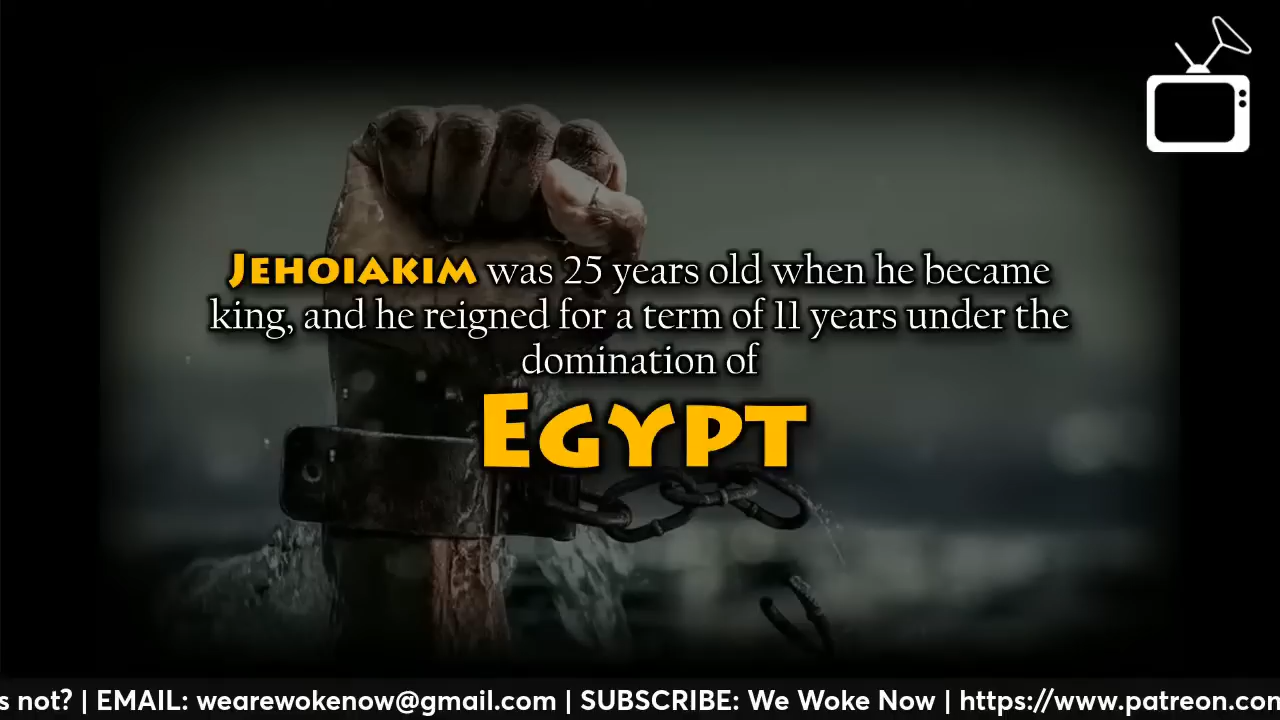 Jehoiakim was 25 years old when he became
king, and he reigned for a term of 11 years under the
domination of
Egypt
s not? | EMAIL: wearewokenow@gmail.com | SUBSCRIBE: We Woke Now | https://www.patreon.con